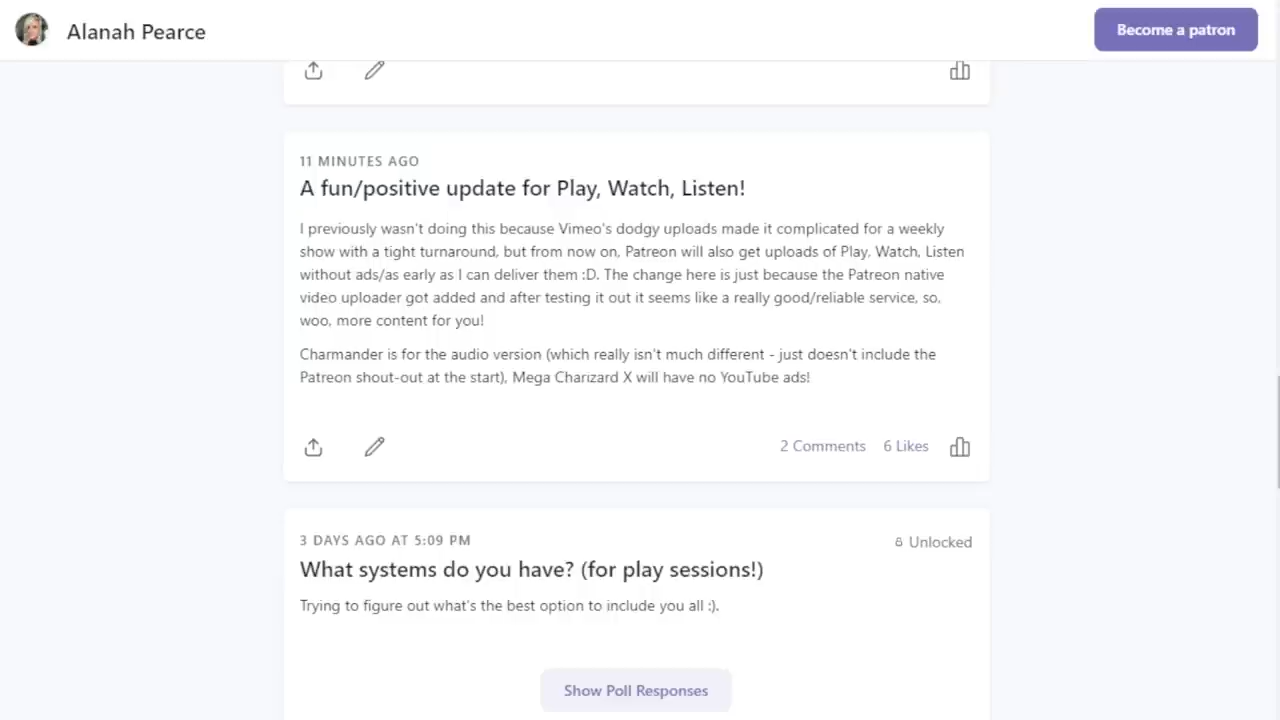 Alanah Pearce
Become a patron
11 MINUTES AGO
A fun/positive update for Play, Watch, Listen!
I previously wasn't doing this because Vimeo's dodgy uploads made it complicated for a weekly
show with a tight turnaround, but from now on, Patreon will also get uploads of Play, Watch, Listen
without ads/as early as I can deliver them :D. The change here is just because the Patreon native
video uploader got added and after testing it out it seems like a really good/reliable service, so,
woo, more content for you!
Charmander is for the audio version (which really isn't much different - just doesn't include the
Patreon shout-out at the start), Mega Charizard X will have no YouTube ads!
2 Comments 6 Likes
3 DAYS AGO AT 5:09 PM
Unlocked
What systems do you have? (for play sessions!)
Trying to figure out what's the best option to include you all :).
Show Poll Responses